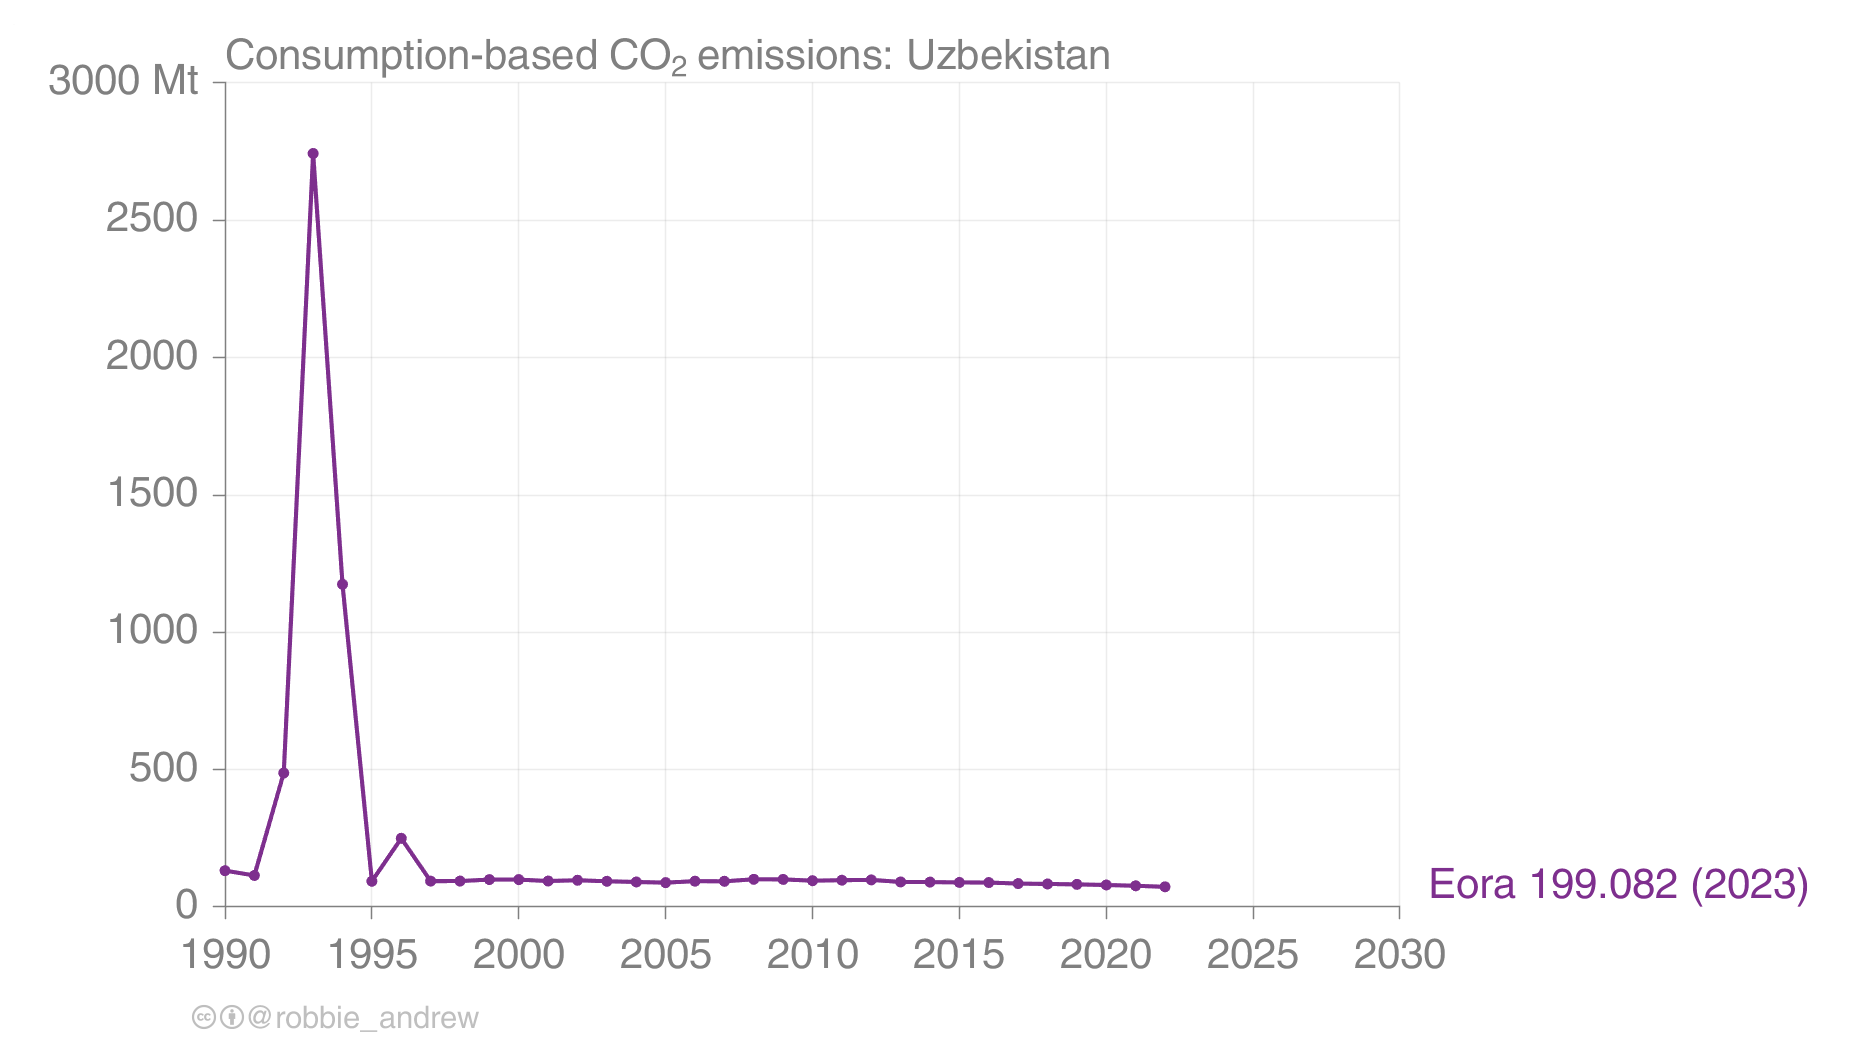 Consumption-based CO₂ emissions: Uzbekistan
3000 Mt
2500
2000
1500
1000
500
0
1990 1995 2000 2005 2010 2015 2020 2025 2030
Eora 199.082 (2023)
cc @robbie_andrew